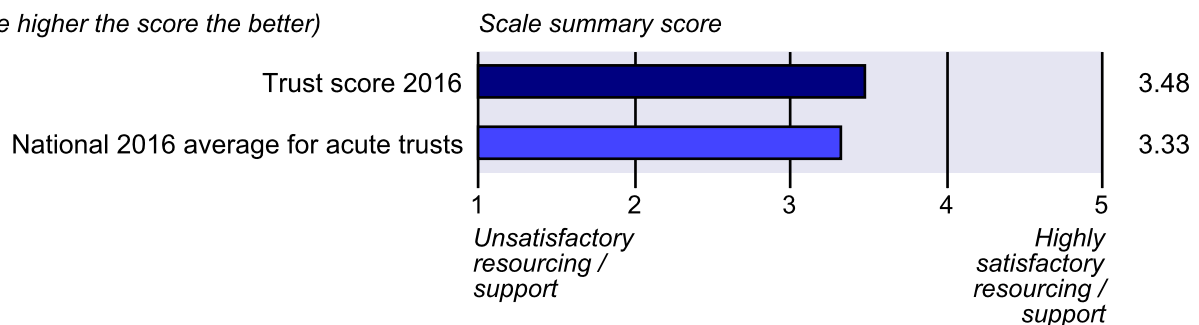 e higher the score the better)
Scale summary score
Trust score 2016
3.48
National 2016 average for acute trusts
3.33
1 2 3 4 5
Unsatisfactory
resourcing /
support
Highly
satisfactory
resourcing /
support